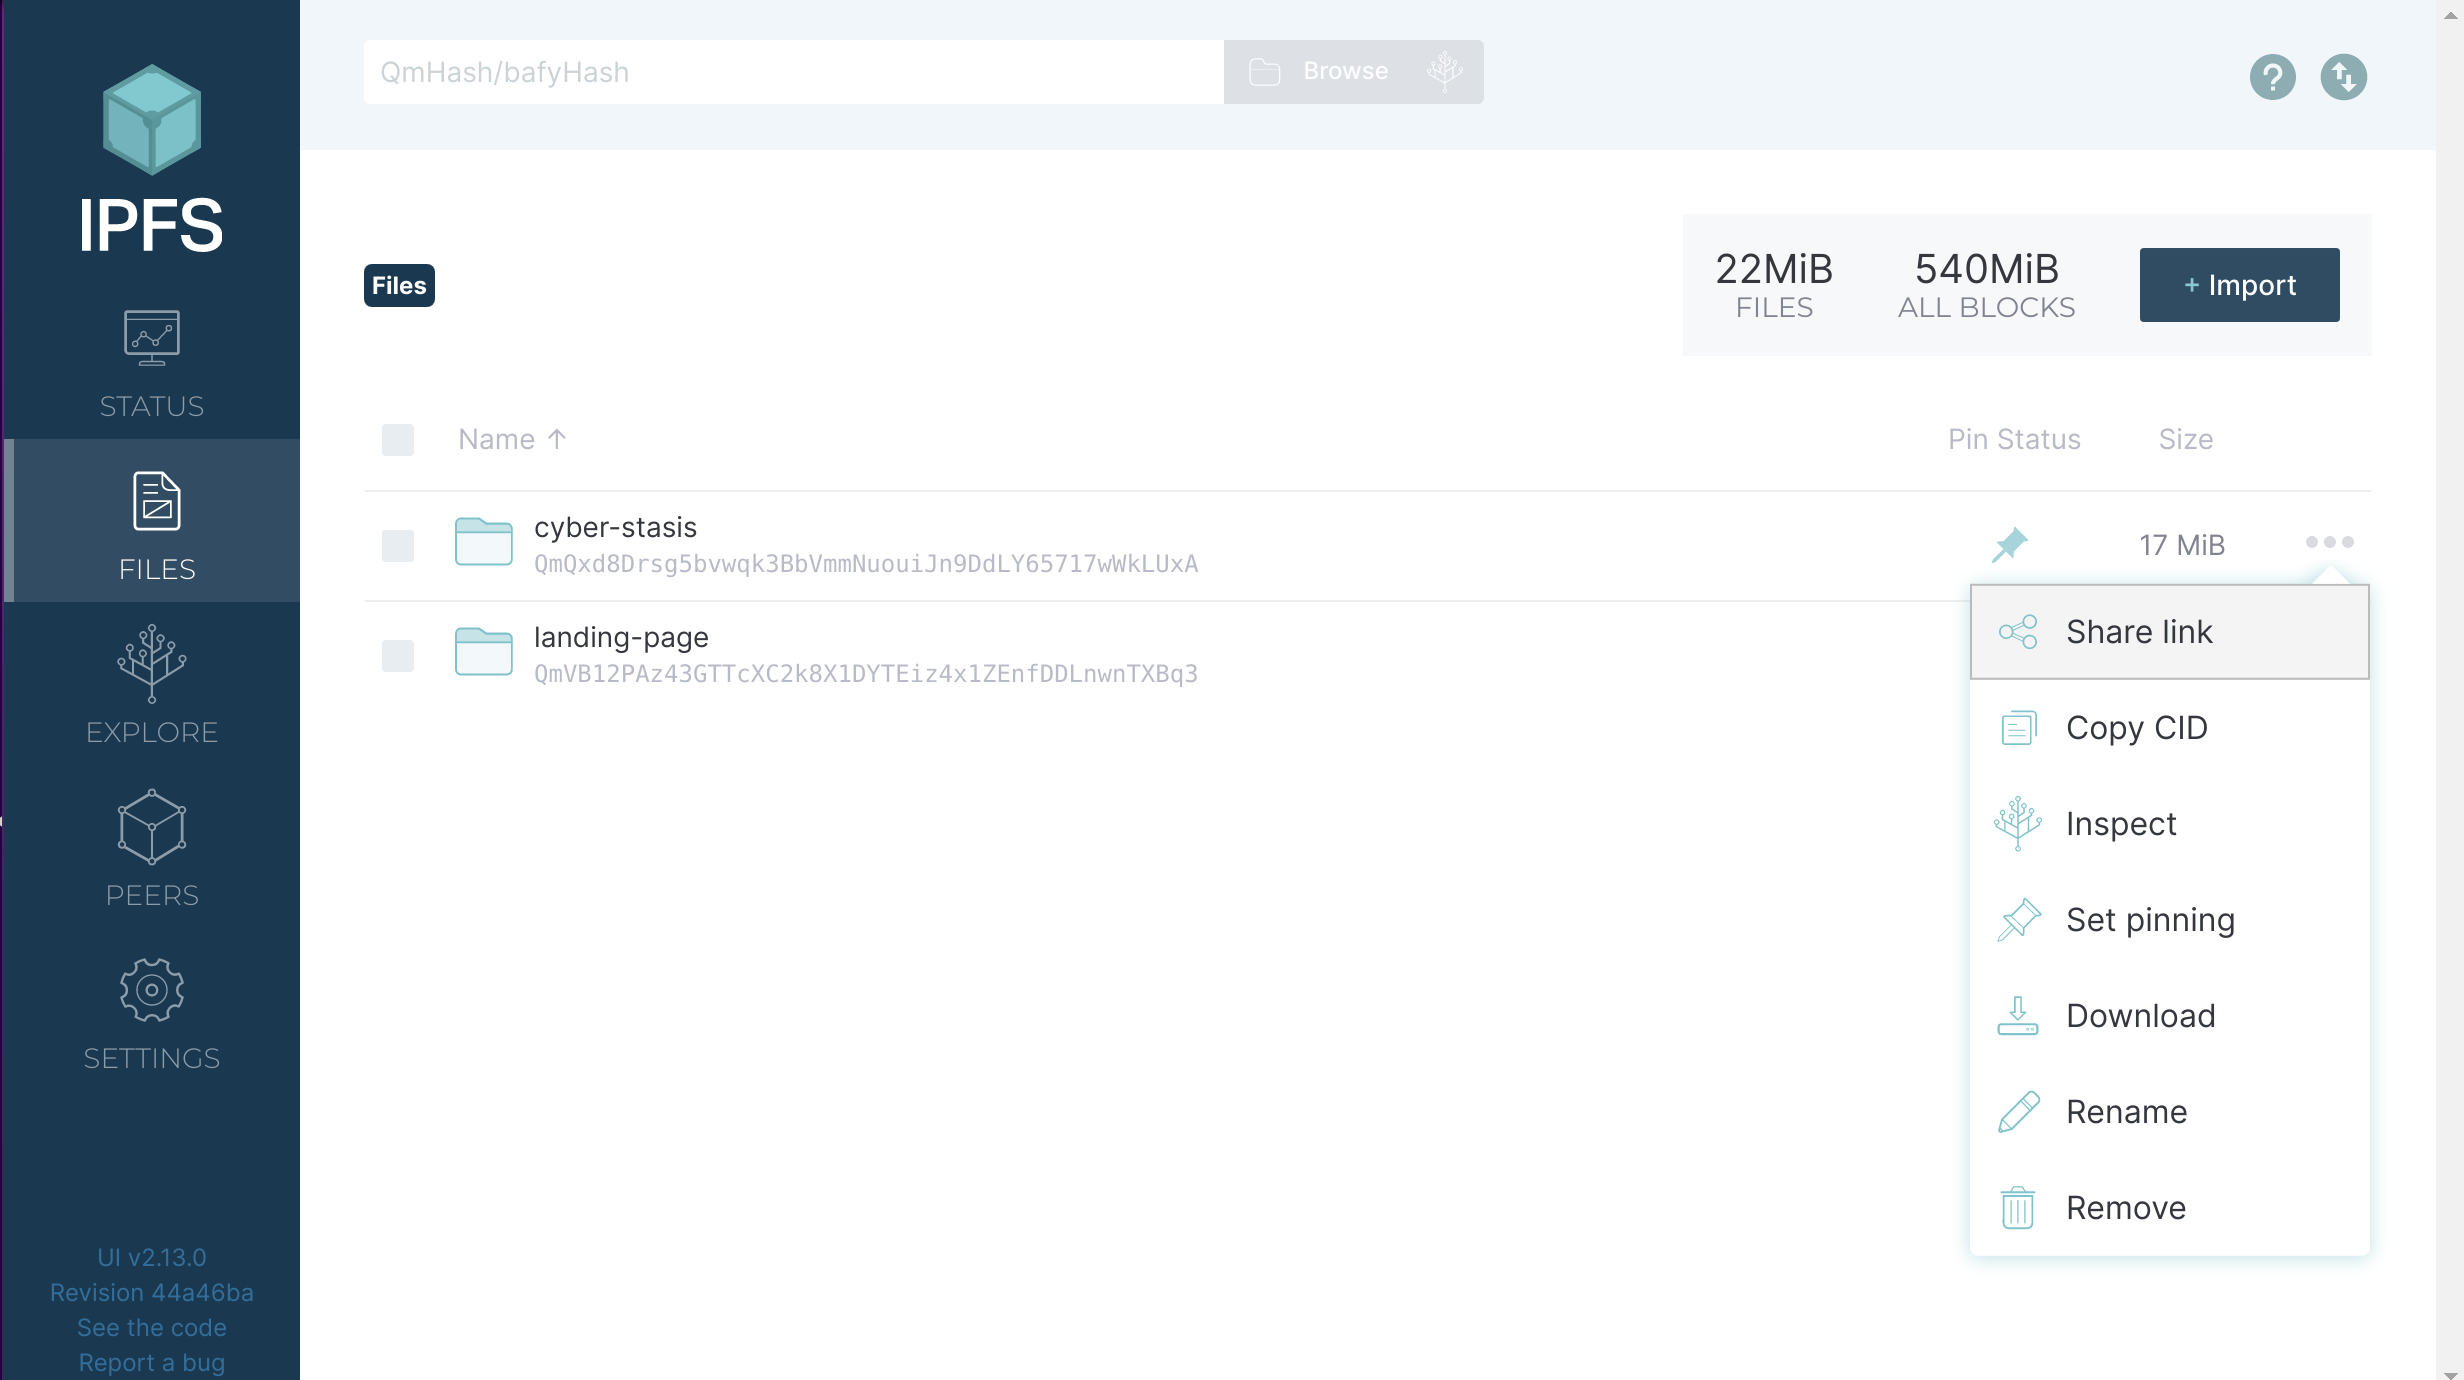 QmHash/bafyHash
Browse
IPFS
STATUS
FILES
EXPLORE
PEERS
SETTINGS
UI v2.13.0
Revision 44a46ba
See the code
Report a bug
Files
22MiB
FILES
540MiB
ALL BLOCKS
+ Import
Name ↑
Pin Status
Size
cyber-stasis
QmQxd8Drsg5bvwqk3BbVmmNuouiJn9DdLY65717wWkLUxA
17 MiB
landing-page
QmVB12PAz43GTTcXC2k8X1DYTEiz4x1ZEnfDDLnwnTXBq3
Share link
Copy CID
Inspect
Set pinning
Download
Rename
Remove